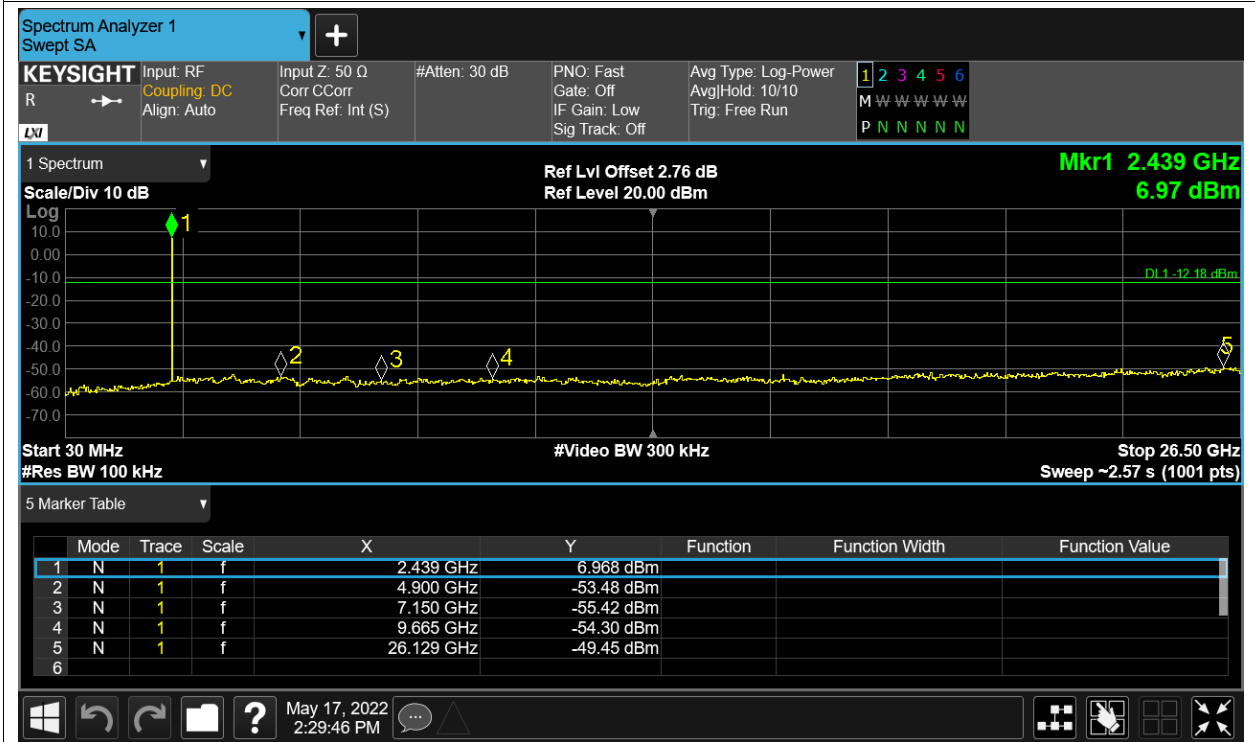 Spectrum Analyzer 1
Swept SA
KEYSIGHT
R
LXI
Input: RF
Coupling: DC
Align: Auto
Input Z: 50 Ω
Corr CCorr
Freq Ref: Int (S)
#Atten: 30 dB
PNO: Fast
Gate: Off
IF Gain: Low
Sig Track: Off
Avg Type: Log-Power
Avg|Hold: 10/10
Trig: Free Run
1 2 3 4 5 6
M W W W W W
P N N N N N
1 Spectrum
Scale/Div 10 dB
Ref Lvl Offset 2.76 dB
Ref Level 20.00 dBm
Mkr1 2.439 GHz
6.97 dBm
Log
10.0
0.00
-10.0
-20.0
-30.0
-40.0
-50.0
-60.0
-70.0
1
2
3
4
5
DL1 -12.18 dBm
Start 30 MHz
#Res BW 100 kHz
#Video BW 300 kHz
Stop 26.50 GHz
Sweep ~2.57 s (1001 pts)
5 Marker Table
Mode Trace Scale X Y Function Function Width Function Value
1 N 1 f 2.439 GHz 6.968 dBm
2 N 1 f 4.900 GHz -53.48 dBm
3 N 1 f 7.150 GHz -55.42 dBm
4 N 1 f 9.665 GHz -54.30 dBm
5 N 1 f 26.129 GHz -49.45 dBm
6
?
May 17, 2022
2:29:46 PM